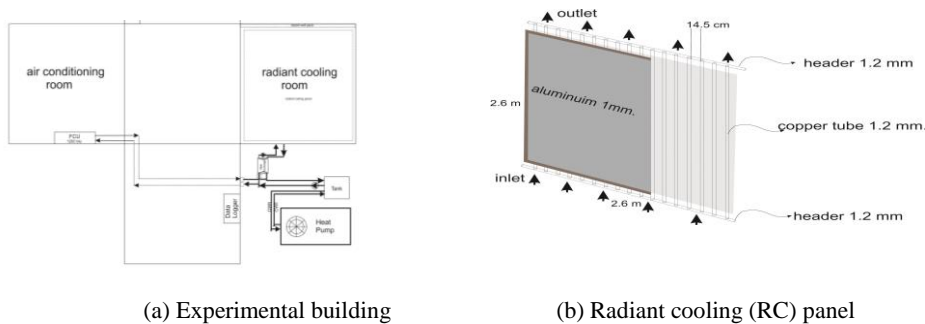 air conditioning
room
radiant cooling
room
FCU
Tank
Data
Logger
Heat
Pump
(a) Experimental building
outlet
14.5 cm
header 1.2 mm
2.6 m
aluminuim 1mm.
copper tube 1.2 mm.
inlet
2.6 m
header 1.2 mm
(b) Radiant cooling (RC) panel